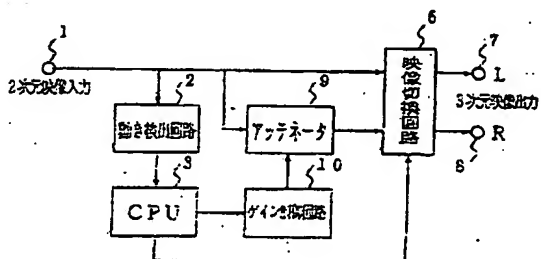 1
2次元映像入力
2
動き検出回路
3
CPU
9
アッテネータ
10
ゲイン変換回路
6
映像切換回路
7
L
3次元映像出力
R
8